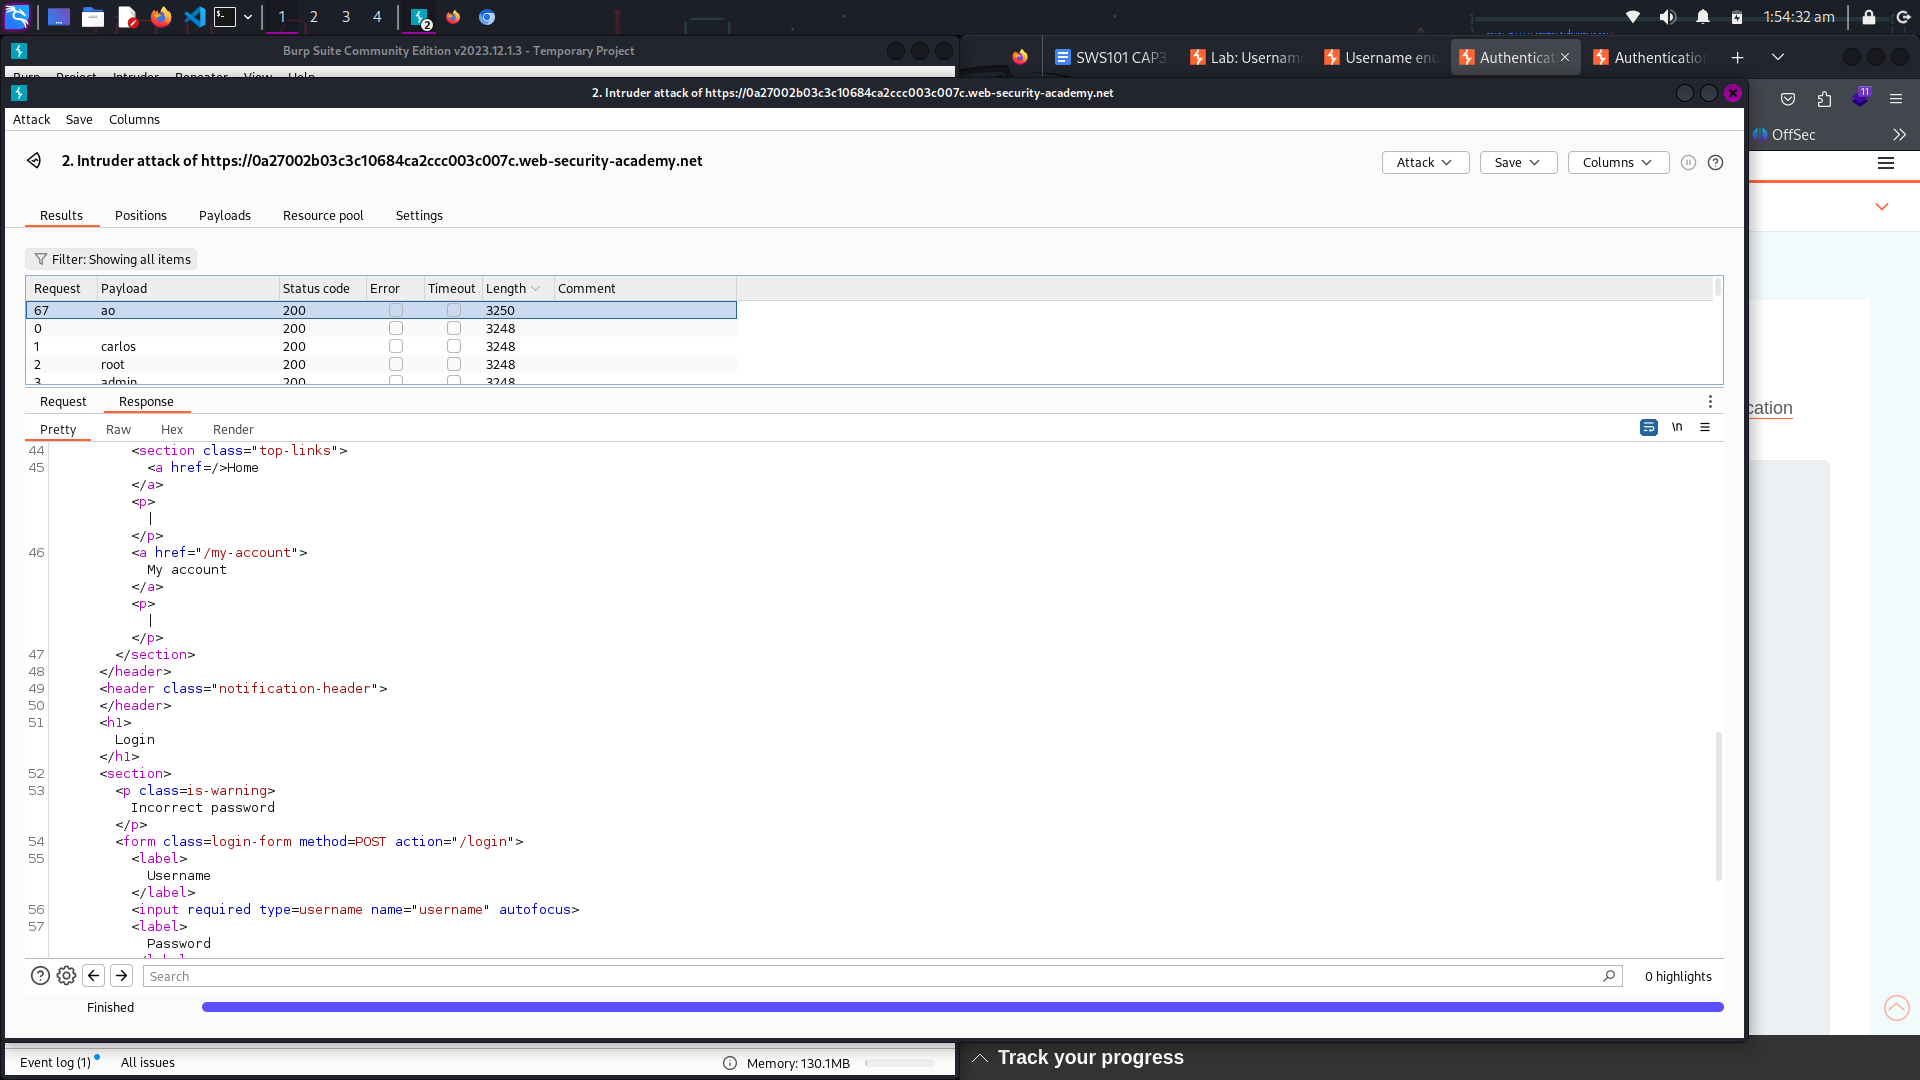 1 2 3 4 2 1:54:32 am
Burp Suite Community Edition v2023.12.1.3 - Temporary Project
SWS101 CAP3
Lab: Usernam
Username enu
Authenticat
Authentication
Burp Project Intruder Repeater View Help
2. Intruder attack of https://0a27002b03c3c10684ca2ccc003c007c.web-security-academy.net
11
Attack Save Columns
OffSec
2. Intruder attack of https://0a27002b03c3c10684ca2ccc003c007c.web-security-academy.net
Attack Save Columns
Results Positions Payloads Resource pool Settings
Filter: Showing all items
Request Payload Status code Error Timeout Length Comment
67 ao 200 3250
0 200 3248
1 carlos 200 3248
2 root 200 3248
3 admin 200 3248
Request Response
cation
Pretty Raw Hex Render \n
44 <section class="top-links">
45 <a href=/>Home
</a>
<p>
|
</p>
46 <a href="/my-account">
My account
</a>
<p>
|
</p>
47 </section>
48 </header>
49 <header class="notification-header">
50 </header>
51 <h1>
Login
</h1>
52 <section>
53 <p class=is-warning>
Incorrect password
</p>
54 <form class=login-form method=POST action="/login">
55 <label>
Username
</label>
56 <input required type=username name="username" autofocus>
57 <label>
Password
</label>
Search
0 highlights
Finished
Event log (1) All issues Memory: 130.1MB
Track your progress